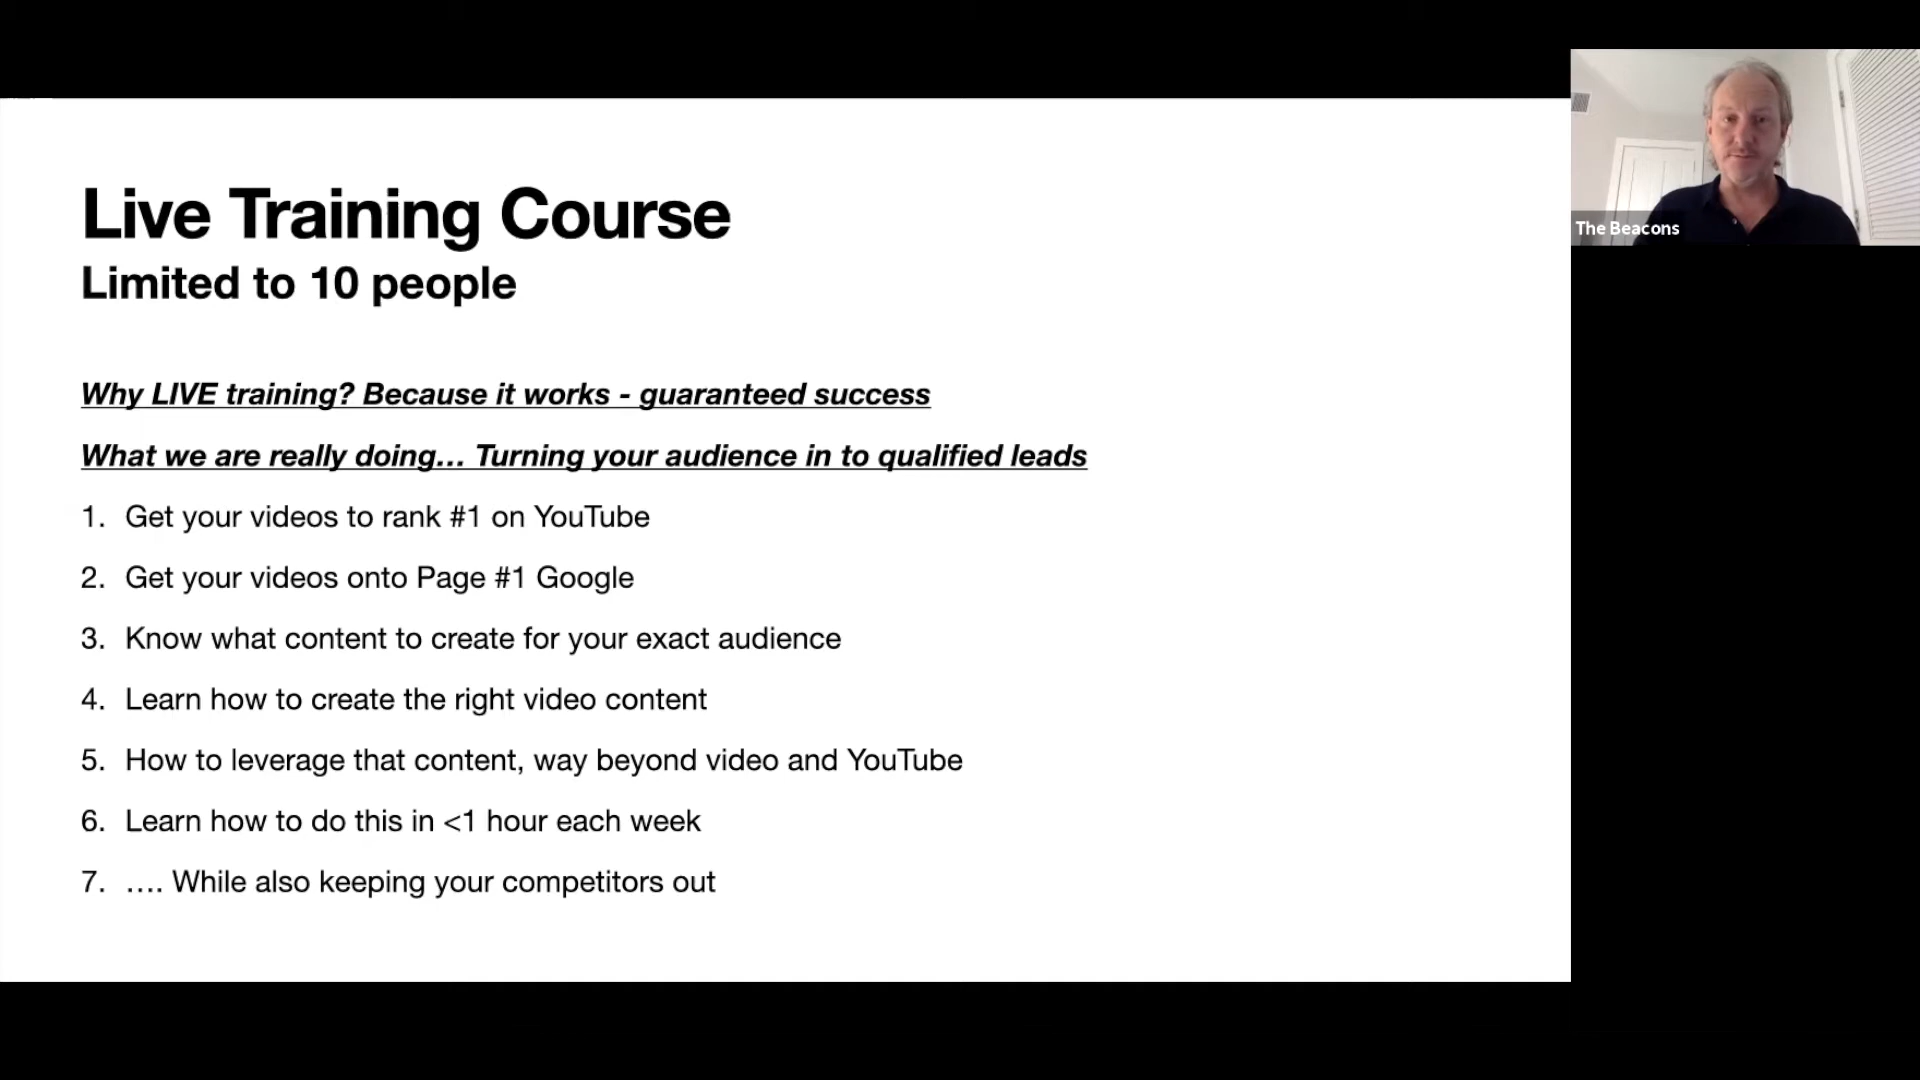 Live Training Course
Limited to 10 people
Why LIVE training? Because it works - guaranteed success
What we are really doing... Turning your audience in to qualified leads
1. Get your videos to rank #1 on YouTube
2. Get your videos onto Page #1 Google
3. Know what content to create for your exact audience
4. Learn how to create the right video content
5. How to leverage that content, way beyond video and YouTube
6. Learn how to do this in <1 hour each week
7. .... While also keeping your competitors out
The Beacons